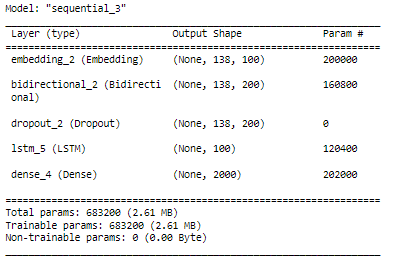 Model: "sequential_3"
Layer (type) Output Shape Param #
embedding_2 (Embedding) (None, 138, 100) 200000
bidirectional_2 (Bidirecti (None, 138, 200) 160800
onal)
dropout_2 (Dropout) (None, 138, 200) 0
lstm_5 (LSTM) (None, 100) 120400
dense_4 (Dense) (None, 2000) 202000
Total params: 683200 (2.61 MB)
Trainable params: 683200 (2.61 MB)
Non-trainable params: 0 (0.00 Byte)